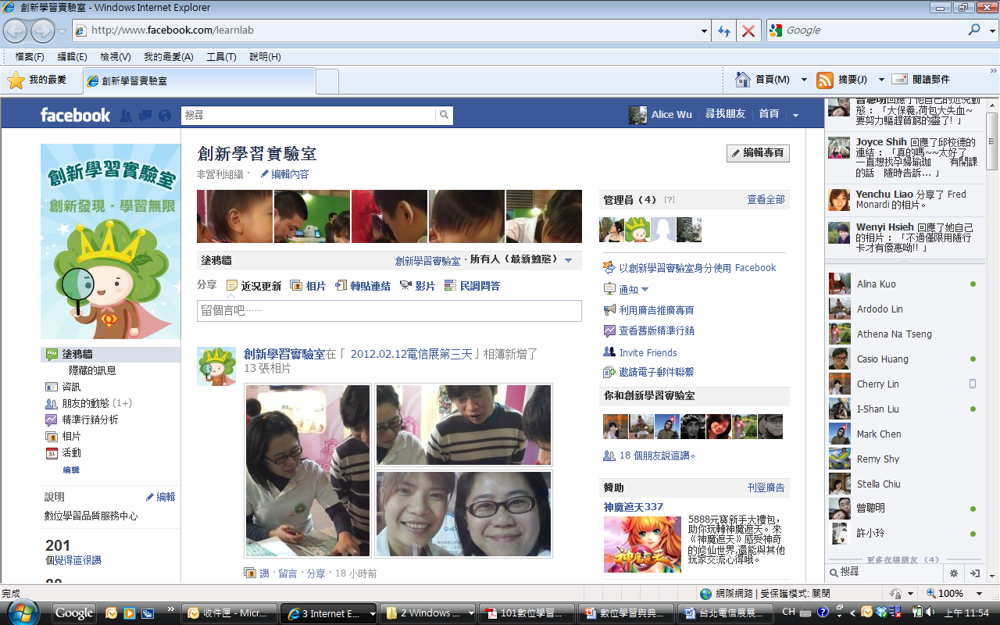 創新學習實驗室 - Windows Internet Explorer
http://www.facebook.com/learnlab
Google
檔案(F) 編輯(E) 檢視(V) 我的最愛(A) 工具(T) 說明(H)
我的最愛
創新學習實驗室
首頁(M) 摘要(J) 閱讀郵件
facebook
搜尋
Alice Wu 尋找朋友 首頁
創新學習實驗室
創新發現‧學習無限
塗鴉牆
隱藏的訊息
資訊
朋友的動態 (1+)
精準行銷分析
相片
31 活動
編輯
說明 編輯
數位學習品質服務中心
201
個覺得這很讚
創新學習實驗室
非營利組織‧ 編輯內容
編輯專頁
塗鴉牆 創新學習實驗室‧所有人（最新動態）
分享 近況更新 相片 轉貼連結 影片 民調問答
留個言吧……
創新學習實驗室在「 2012.02.12電信展第三天」相簿新增了
13 張相片
讚‧留言‧分享‧18 小時前
管理員（4） [?] 查看全部
以創新學習實驗室身分使用 Facebook
通知
利用廣告推廣專頁
查看舊版精準行銷
Invite Friends
邀請電子郵件聯繫
你和創新學習實驗室
18 個朋友說這讚。
贊助 刊登廣告
神魔遮天337
神魔遮天
5888元寶新手大禮包，
助你玩轉神魔遮天。來
《神魔遮天》感受神奇
的修仙世界,還能與其他
玩家交流心得哦。
曾聰明回應了他自己的近況動
態：「大保養,荷包大失血~
要努力驅趕首窮的靈了! 」
Joyce Shih 回應了邱梭德的
連結：「真的嗎~~太好了
一直想找孕婦瑜珈 有開課
的話 隨時告訴... 」
Yenchu Liao 分享了 Fred
Monardi 的相片。
Wenyi Hsieh 回應了她自己
的相片：「不過僅限用隨行
卡才有優惠呦!! 」
Alina Kuo
Ardodo Lin
Athena Na Tseng
Casio Huang
Cherry Lin
I-Shan Liu
Mark Chen
Remy Shy
Stella Chiu
曾聰明
許小玲
更多在線朋友（4）
搜尋
完成
網際網路 | 受保護模式: 關閉
100%
Google
收件匣 - Micr...
3 Internet E...
2 Windows ...
101數位學習...
數位學習與典...
台北電信展展...
CH
上午 11:54